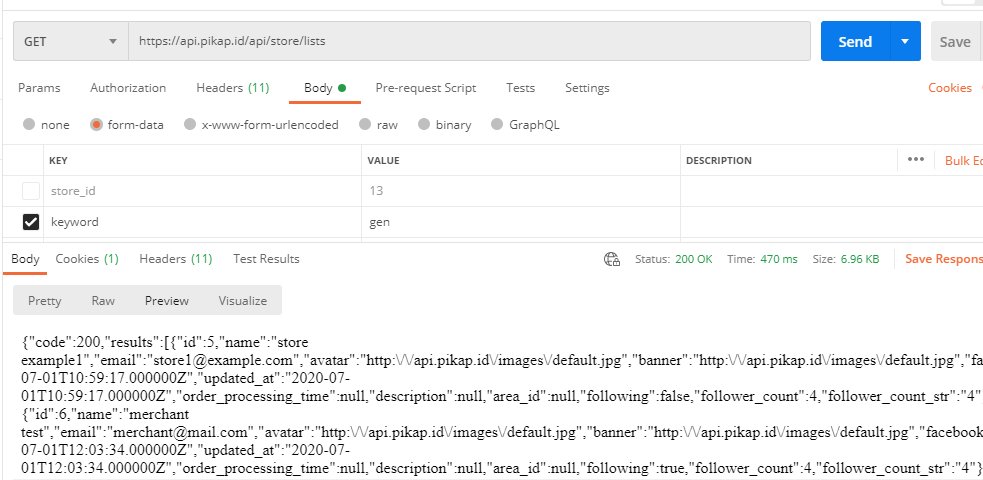 GET https://api.pikap.id/api/store/lists Send Save
Params Authorization Headers (11) Body Pre-request Script Tests Settings Cookies
none form-data x-www-form-urlencoded raw binary GraphQL
KEY VALUE DESCRIPTION ••• Bulk Ed
store_id 13
keyword gen
Body Cookies (1) Headers (11) Test Results Status: 200 OK Time: 470 ms Size: 6.96 KB Save Respons
Pretty Raw Preview Visualize
{"code":200,"results":[{"id":5,"name":"store
example1","email":"store1@example.com","avatar":"http:\/\/api.pikap.id\/images\/default.jpg","banner":"http:\/\/api.pikap.id\/images\/default.jpg","fa
07-01T10:59:17.000000Z","updated_at":"2020-07-
01T10:59:17.000000Z","order_processing_time":null,"description":null,"area_id":null,"following":false,"follower_count":4,"follower_count_str":"4"
{"id":6,"name":"merchant
test","email":"merchant@mail.com","avatar":"http:\/\/api.pikap.id\/images\/default.jpg","banner":"http:\/\/api.pikap.id\/images\/default.jpg","facebook
07-01T12:03:34.000000Z","updated_at":"2020-07-
01T12:03:34.000000Z","order_processing_time":null,"description":null,"area_id":null,"following":true,"follower_count":4,"follower_count_str":"4"}